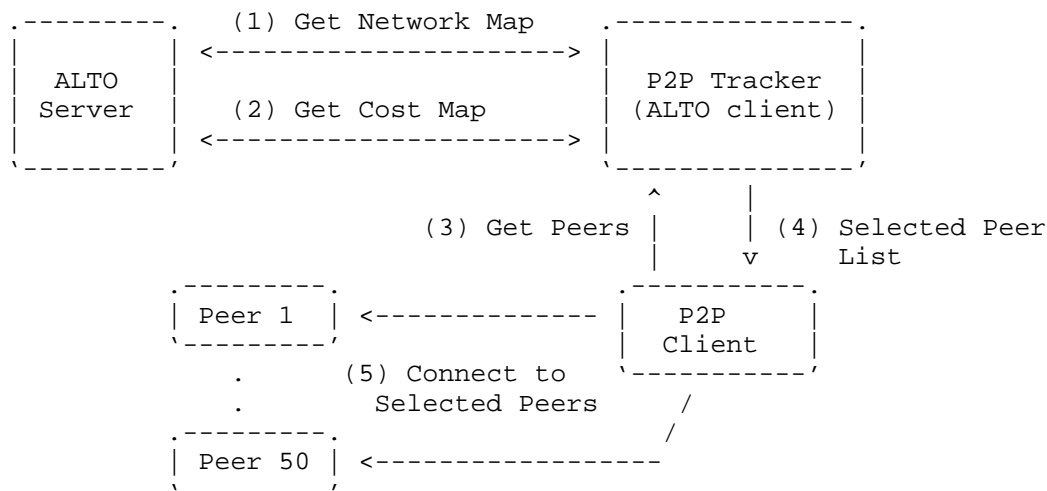 (1) Get Network Map
ALTO
Server
P2P Tracker
(ALTO client)
(2) Get Cost Map
(3) Get Peers
(4) Selected Peer
List
Peer 1
P2P
Client
(5) Connect to
Selected Peers
Peer 50